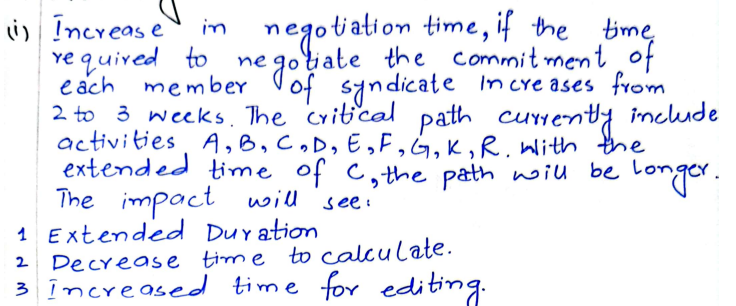 (i) Increase in negotiation time, if the time
required to negotiate the commitment of
each member of syndicate increases from
2 to 3 weeks. The critical path currently include
activities A, B, C, D, E, F, G, K, R. With the
extended time of C, the path will be longer.
The impact will see:
1 Extended Duration
2 Decrease time to calculate.
3 Increased time for editing.